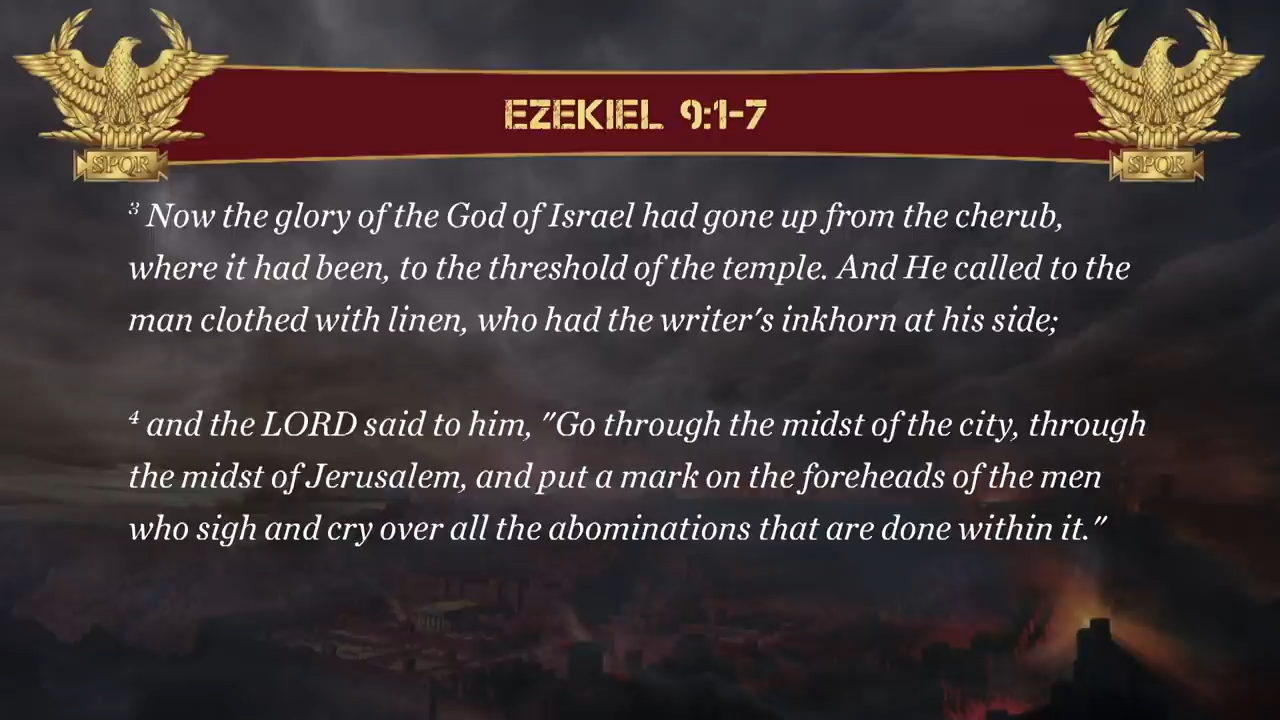 EZEKIEL 9:1-7
SPQR SPQR
³ Now the glory of the God of Israel had gone up from the cherub,
where it had been, to the threshold of the temple. And He called to the
man clothed with linen, who had the writer's inkhorn at his side;
⁴ and the LORD said to him, "Go through the midst of the city, through
the midst of Jerusalem, and put a mark on the foreheads of the men
who sigh and cry over all the abominations that are done within it."